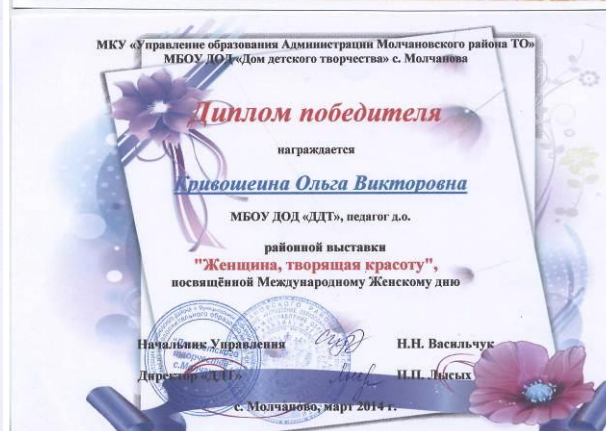 МКУ «Управление образования Администрации Молчановского района ТО»
МБОУ ДОД «Дом детского творчества» с. Молчанова
Диплом победителя
награждается
Кривошеина Ольга Викторовна
МБОУ ДОД «ДДТ», педагог д.о.
районной выставки
"Женщина, творящая красоту",
посвящённой Международному Женскому дню
Начальник Управления Н.Н. Васильчук
Директор «ДДТ» Н.П. Лысых
с. Молчаново, март 2014 г.